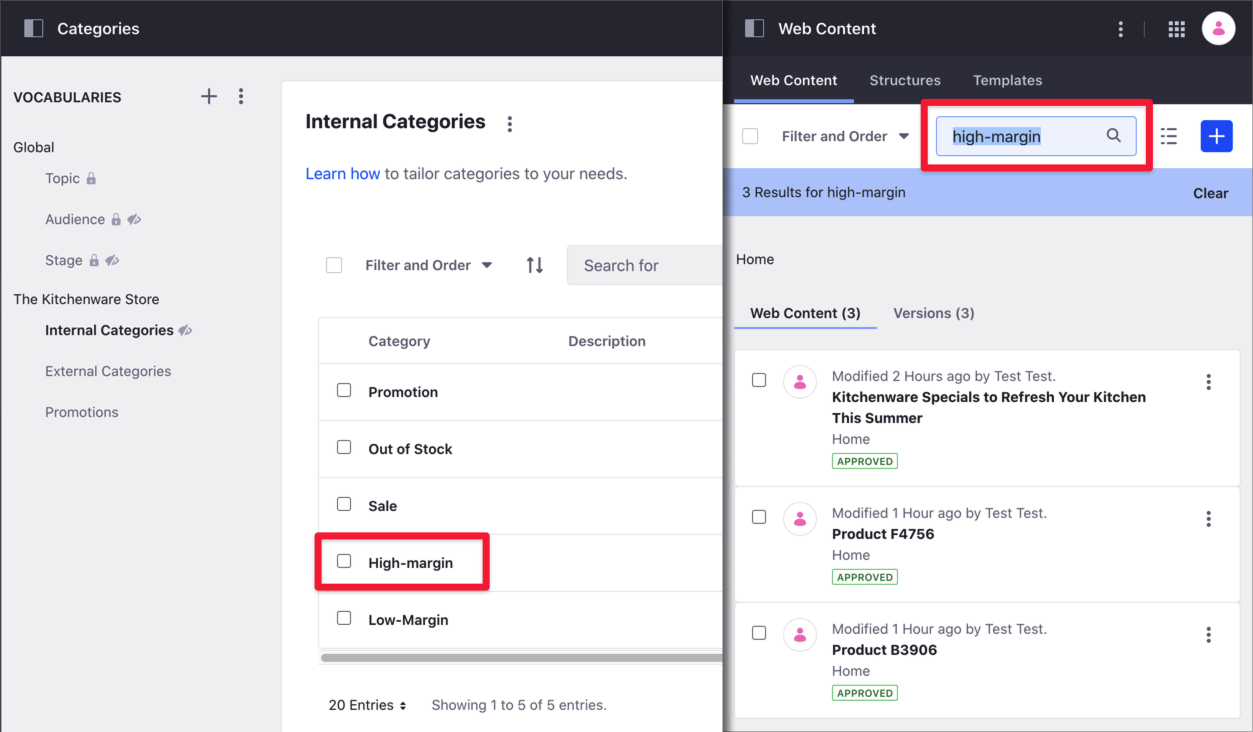 Categories
VOCABULARIES
Global
Topic
Audience
Stage
The Kitchenware Store
Internal Categories
External Categories
Promotions
Internal Categories
Learn how to tailor categories to your needs.
Filter and Order
Search for
Category Description
Promotion
Out of Stock
Sale
High-margin
Low-Margin
20 Entries Showing 1 to 5 of 5 entries.
Web Content
Web Content Structures Templates
Filter and Order high-margin
3 Results for high-margin Clear
Home
Web Content (3) Versions (3)
Modified 2 Hours ago by Test Test.
Kitchenware Specials to Refresh Your Kitchen
This Summer
Home
APPROVED
Modified 1 Hour ago by Test Test.
Product F4756
Home
APPROVED
Modified 1 Hour ago by Test Test.
Product B3906
Home
APPROVED